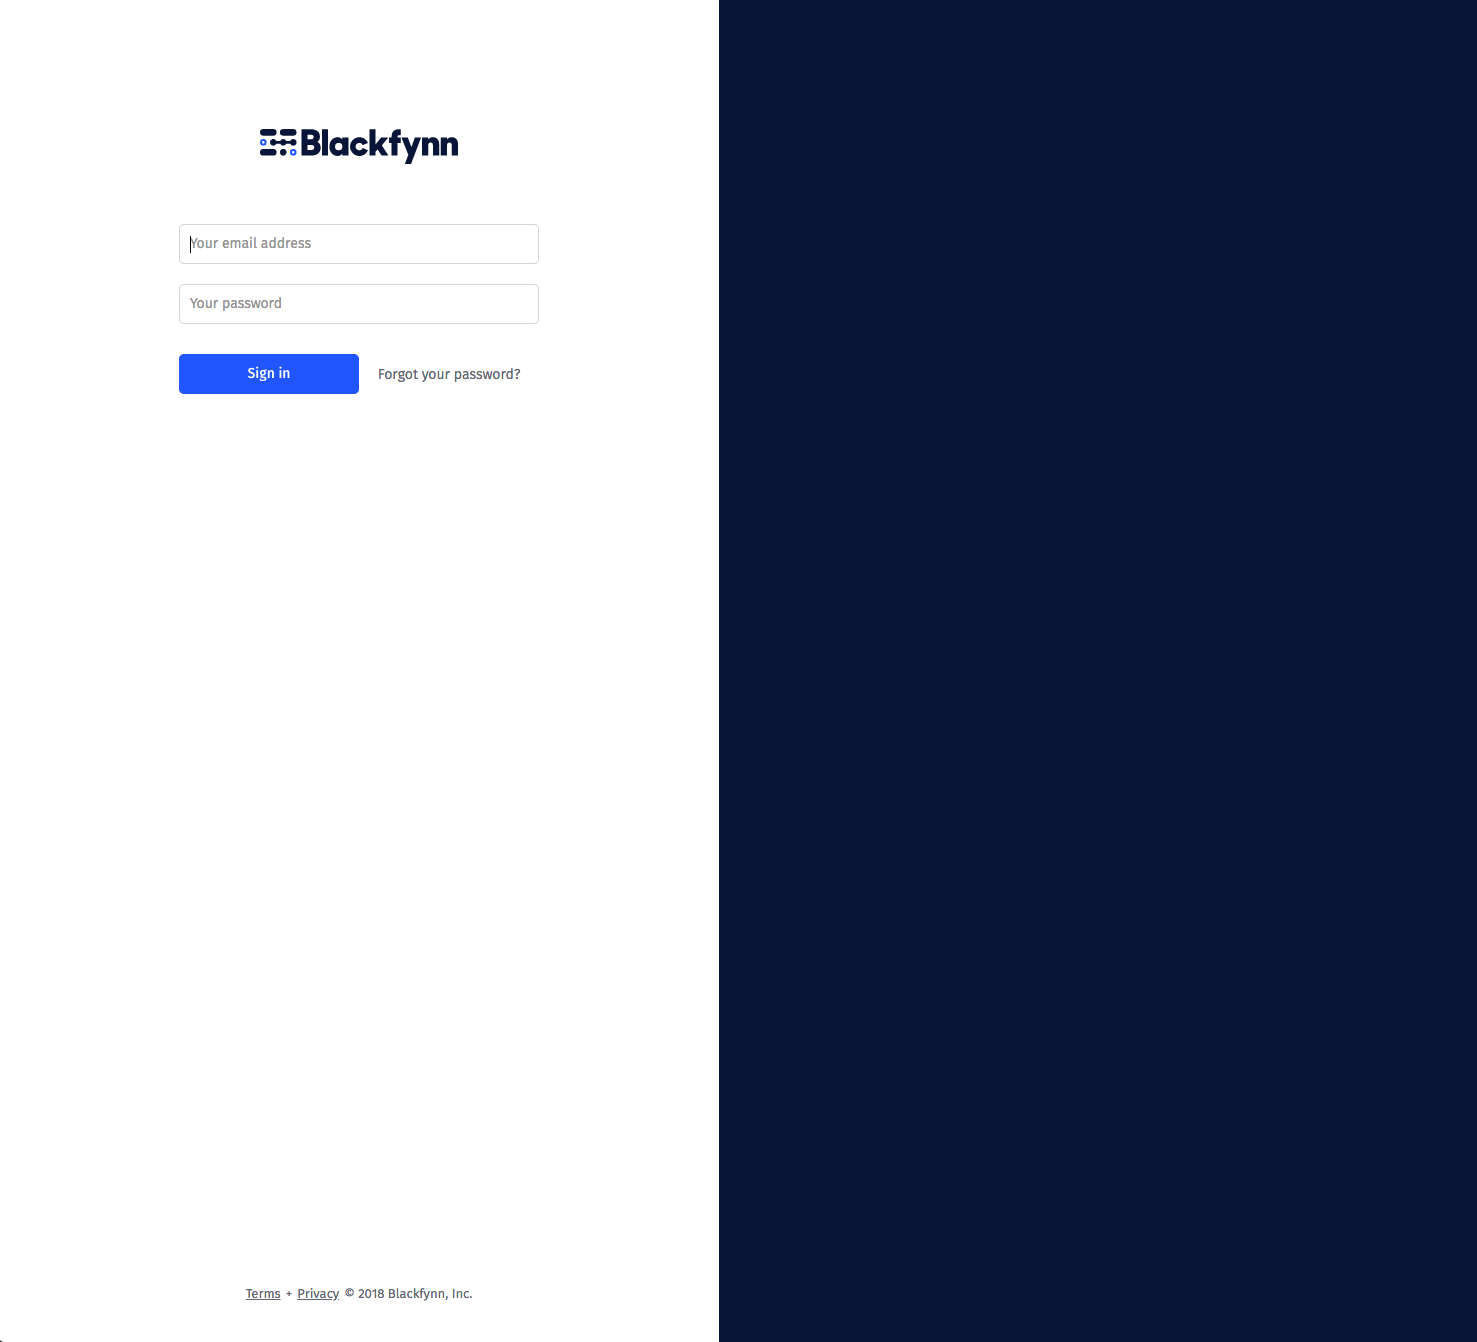 Blackfynn
Your email address
Your password
Sign in
Forgot your password?
Terms + Privacy © 2018 Blackfynn, Inc.